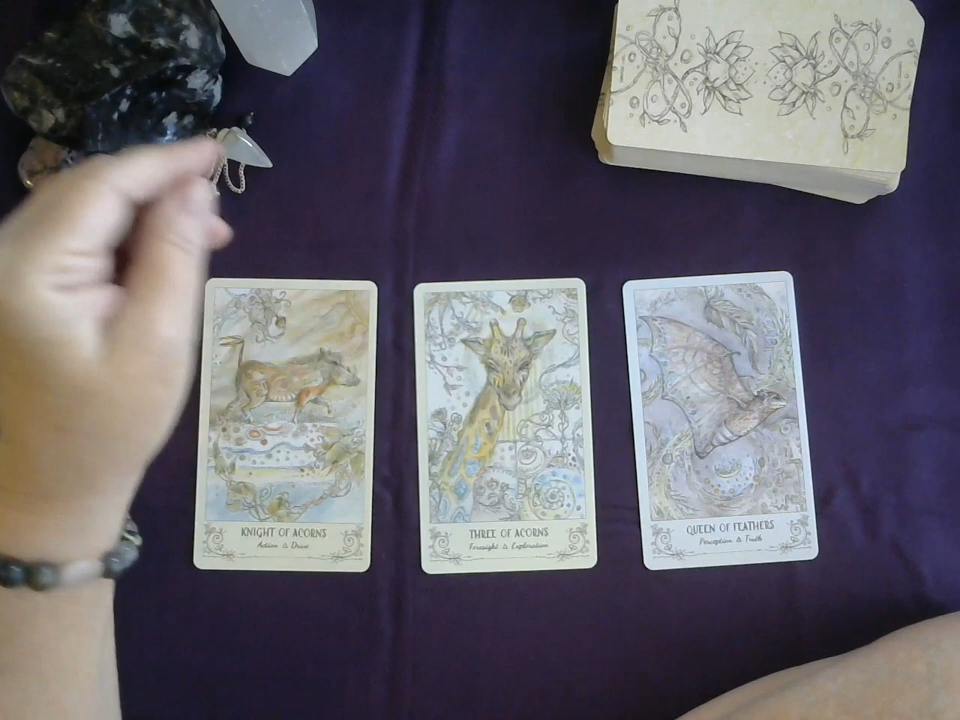 KNIGHT OF ACORNS
Action & Drive
THREE OF ACORNS
Foresight & Exploration
QUEEN OF FEATHERS
Perception & Truth